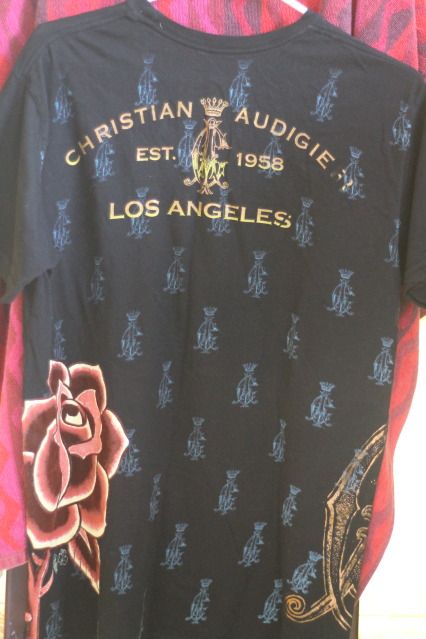 CHRISTIAN AUDIGIER
EST. 1958
LOS ANGELES